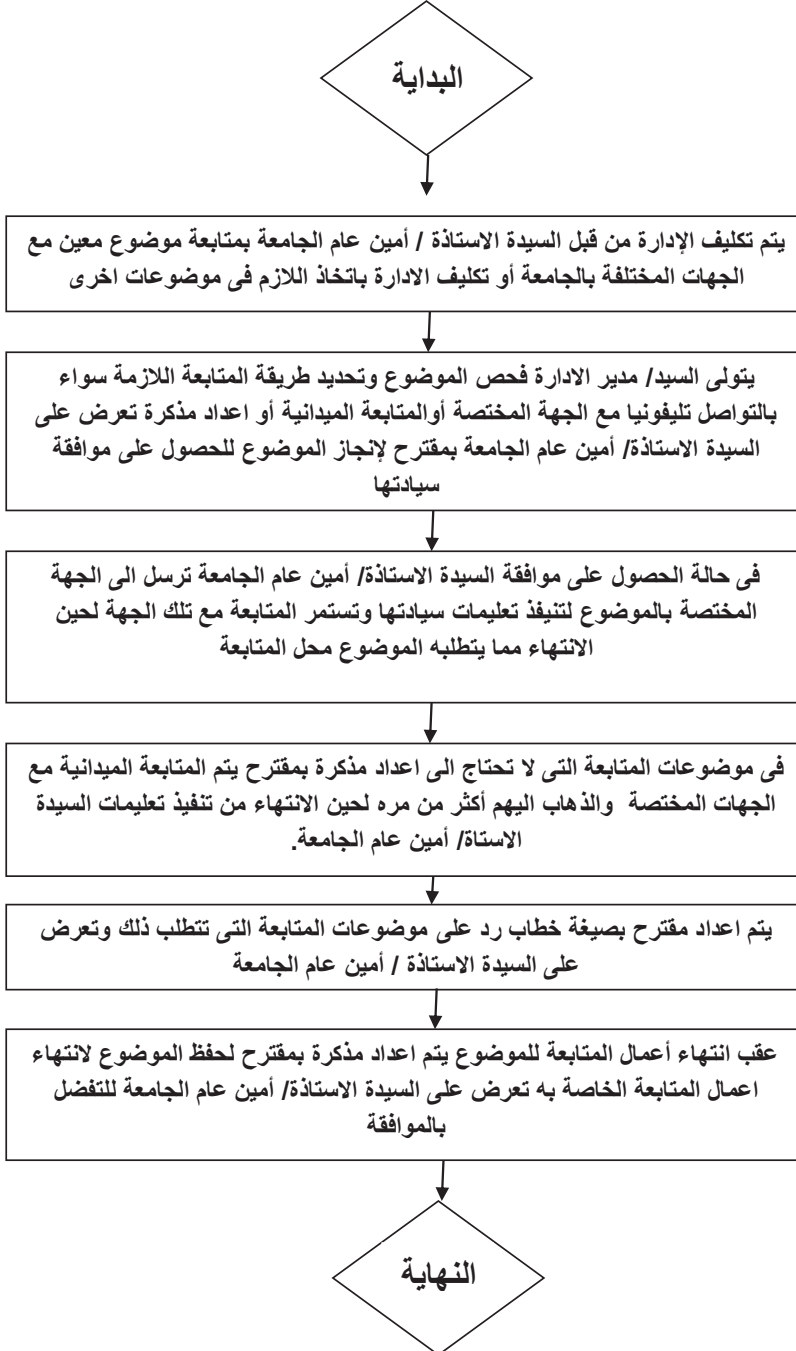 البداية
يتم تكليف الإدارة من قبل السيدة الاستاذة / أمين عام الجامعة بمتابعة موضوع معين مع
الجهات المختلفة بالجامعة أو تكليف الادارة باتخاذ اللازم فى موضوعات اخرى
يتولى السيد/ مدير الادارة فحص الموضوع وتحديد طريقة المتابعة اللازمة سواء
بالتواصل تليفونيا مع الجهة المختصة أوالمتابعة الميدانية أو اعداد مذكرة تعرض على
السيدة الاستاذة/ أمين عام الجامعة بمقترح لإنجاز الموضوع للحصول على موافقة
سيادتها
فى حالة الحصول على موافقة السيدة الاستاذة/ أمين عام الجامعة ترسل الى الجهة
المختصة بالموضوع لتنيفذ تعليمات سيادتها وتستمر المتابعة مع تلك الجهة لحين
الانتهاء مما يتطلبه الموضوع محل المتابعة
فى موضوعات المتابعة التى لا تحتاج الى اعداد مذكرة بمقترح يتم المتابعة الميدانية مع
الجهات المختصة والذهاب اليهم أكثر من مره لحين الانتهاء من تنفيذ تعليمات السيدة
الاستاة/ أمين عام الجامعة.
يتم اعداد مقترح بصيغة خطاب رد على موضوعات المتابعة التى تتطلب ذلك وتعرض
على السيدة الاستاذة / أمين عام الجامعة
عقب انتهاء أعمال المتابعة للموضوع يتم اعداد مذكرة بمقترح لحفظ الموضوع لانتهاء
اعمال المتابعة الخاصة به تعرض على السيدة الاستاذة/ أمين عام الجامعة للتفضل
بالموافقة
النهاية